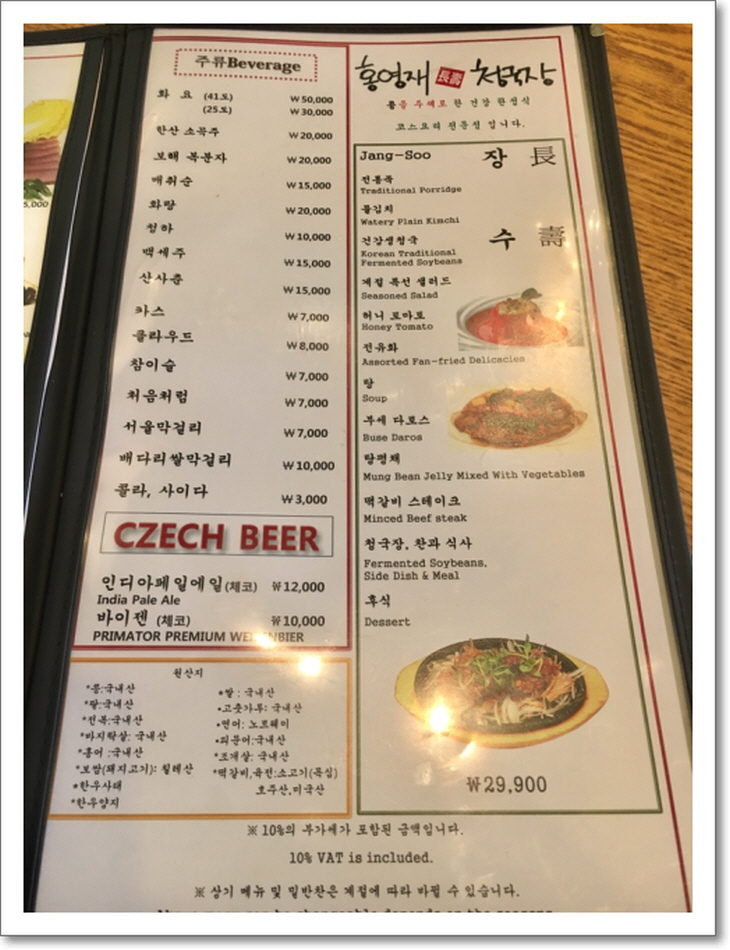 5,000
주류Beverage
화 요 (41도) ₩50,000
(25도) ₩30,000
한산 소곡주 ₩20,000
보해 복분자 ₩20,000
매취순 ₩15,000
화랑 ₩20,000
청하 ₩10,000
백세주 ₩15,000
산사춘 ₩15,000
카스 ₩7,000
클라우드 ₩8,000
참이슬 ₩7,000
처음처럼 ₩7,000
서울막걸리 ₩7,000
배다리쌀막걸리 ₩10,000
콜라, 사이다 ₩3,000
CZECH BEER
인디아페일에일(체코) ₩12,000
India Pale Ale
바이젠 (체코) ₩10,000
PRIMATOR PREMIUM WEIZENBIER
원산지
*콩:국내산
*팥:국내산
*전복:국내산
*바지락살: 국내산
*홍어 :국내산
*보쌈(돼지고기): 칠레산
*한우사태
*한우양지
*쌀 : 국내산
*고춧가루: 국내산
*연어: 노르웨이
*피문어:국내산
*조개살: 국내산
*떡갈비,육전:소고기(목심)
호주산,미국산
홍영재 長壽 청국장
콩을 주제로 한 건강 한정식
코스요리 전문점 입니다.
Jang-Soo 장 長
전통죽
Traditional Porridge
물김치
Watery Plain Kimchi
수 壽
건강생청국
Korean Traditional
Fermented Soybeans
계절 특선 샐러드
Seasoned Salad
허니 토마토
Honey Tomato
전유화
Assorted Fan-fried Delicacies
탕
Soup
부세 다로스
Buse Daros
탕평채
Mung Bean Jelly Mixed With Vegetables
떡갈비 스테이크
Minced Beef steak
청국장, 찬과 식사
Fermented Soybeans,
Side Dish & Meal
후식
Dessert
₩29,900
※ 10%의 부가세가 포함된 금액입니다.
10% VAT is included.
※ 상기 메뉴 및 밑반찬은 계절에 따라 바뀔 수 있습니다.